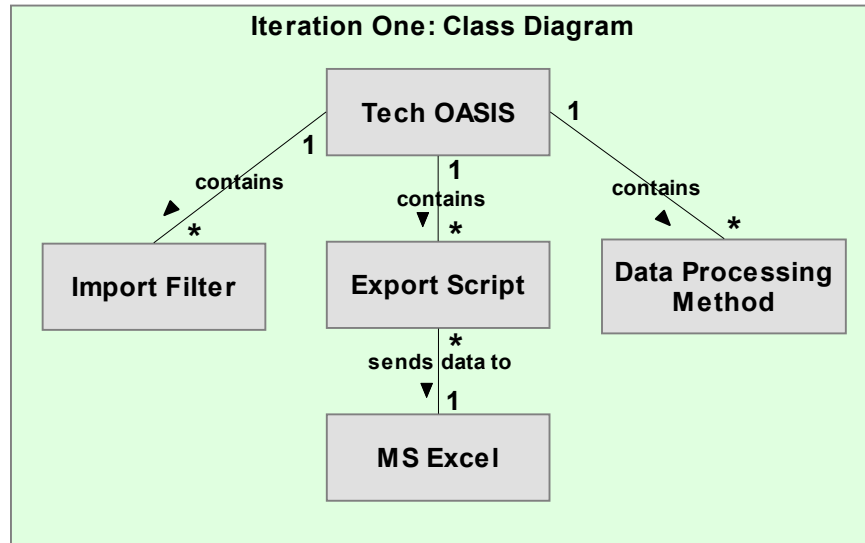 Iteration One: Class Diagram
Tech OASIS
1
1
1
contains
contains
contains
*
*
*
Import Filter
Export Script
Data Processing
Method
*
sends data to
1
MS Excel